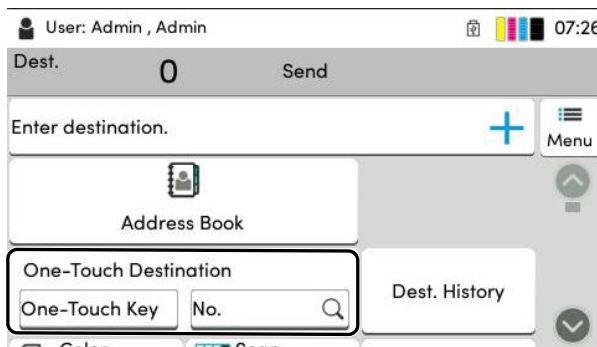 User: Admin , Admin 07:26
Dest. 0 Send
Enter destination.
Menu
Address Book
One-Touch Destination
One-Touch Key No.
Dest. History